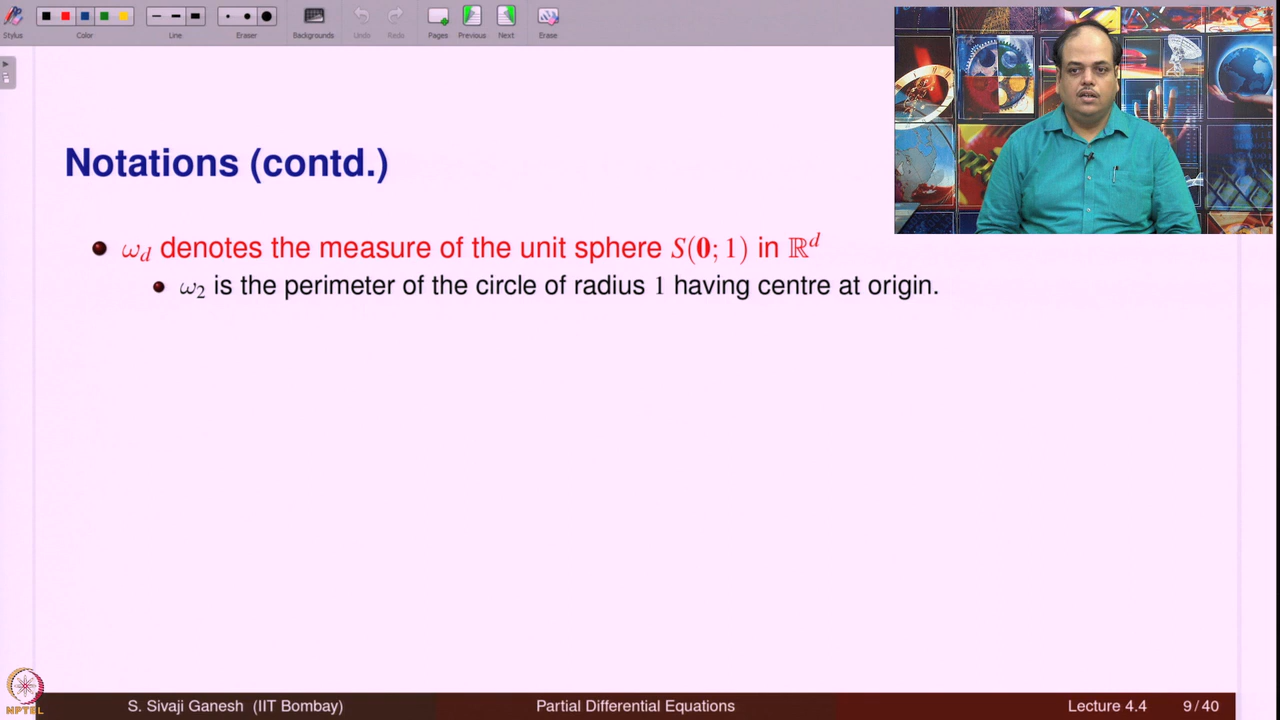 Stylus
Color
Line
Eraser
Backgrounds
Undo
Redo
Pages
Previous
Next
Erase
Notations (contd.)
ω_d denotes the measure of the unit sphere S(0; 1) in ℝ^d
ω_2 is the perimeter of the circle of radius 1 having centre at origin.
NPTEL
S. Sivaji Ganesh (IIT Bombay)
Partial Differential Equations
Lecture 4.4
9 / 40